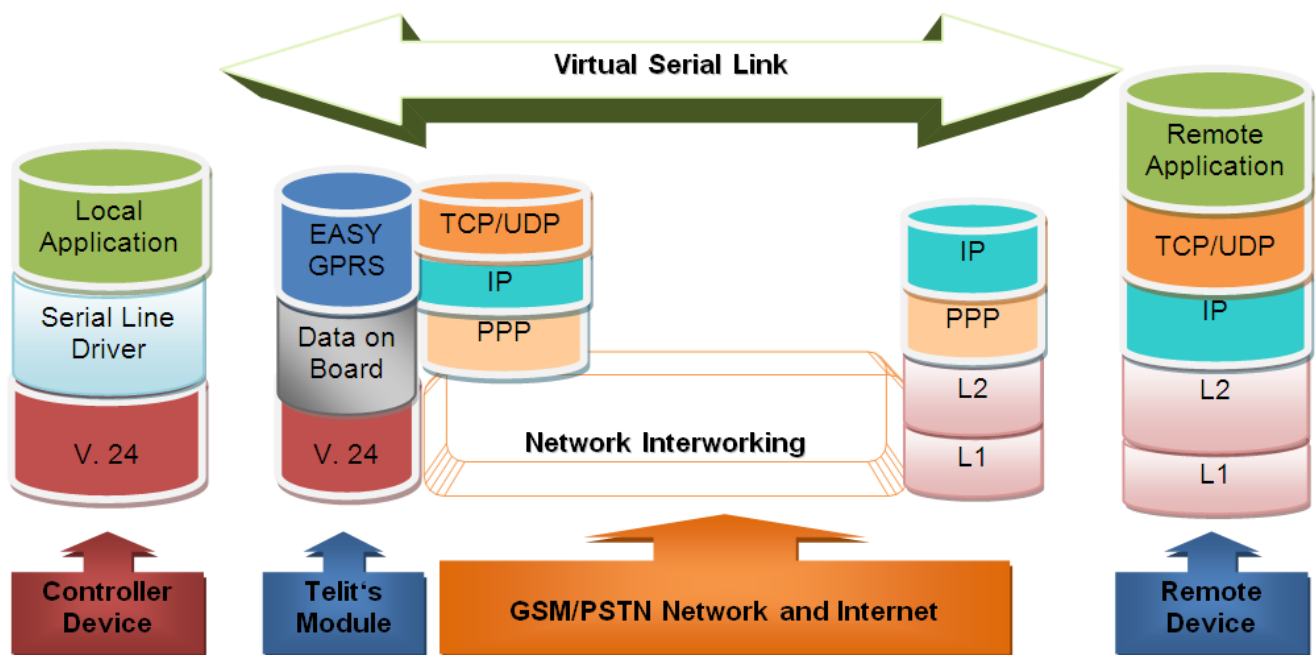 Virtual Serial Link
Local
Application
Serial Line
Driver
V. 24
EASY
GPRS
Data on
Board
V. 24
TCP/UDP
IP
PPP
Network Interworking
IP
PPP
L2
L1
Remote
Application
TCP/UDP
IP
L2
L1
Controller
Device
Telit‘s
Module
GSM/PSTN Network and Internet
Remote
Device